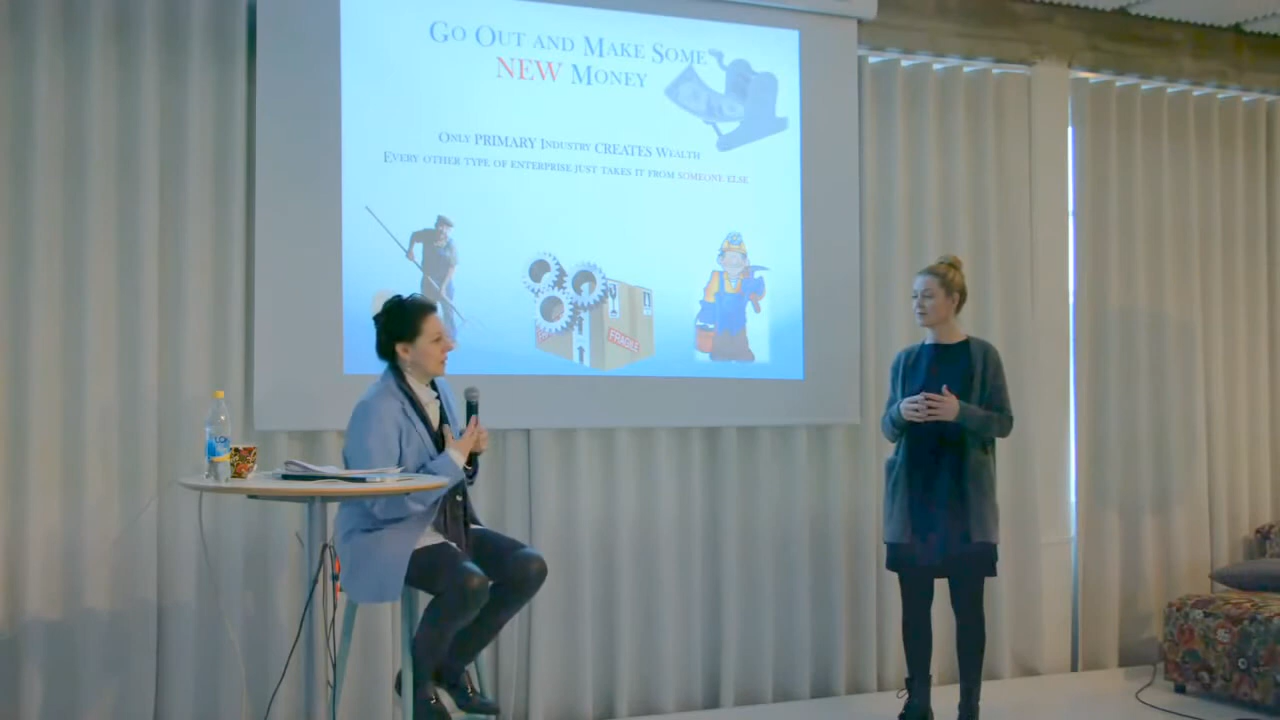 Go Out and Make Some
NEW Money
Only PRIMARY Industry CREATES Wealth
Every other type of enterprise just takes it from someone else
FRAGILE